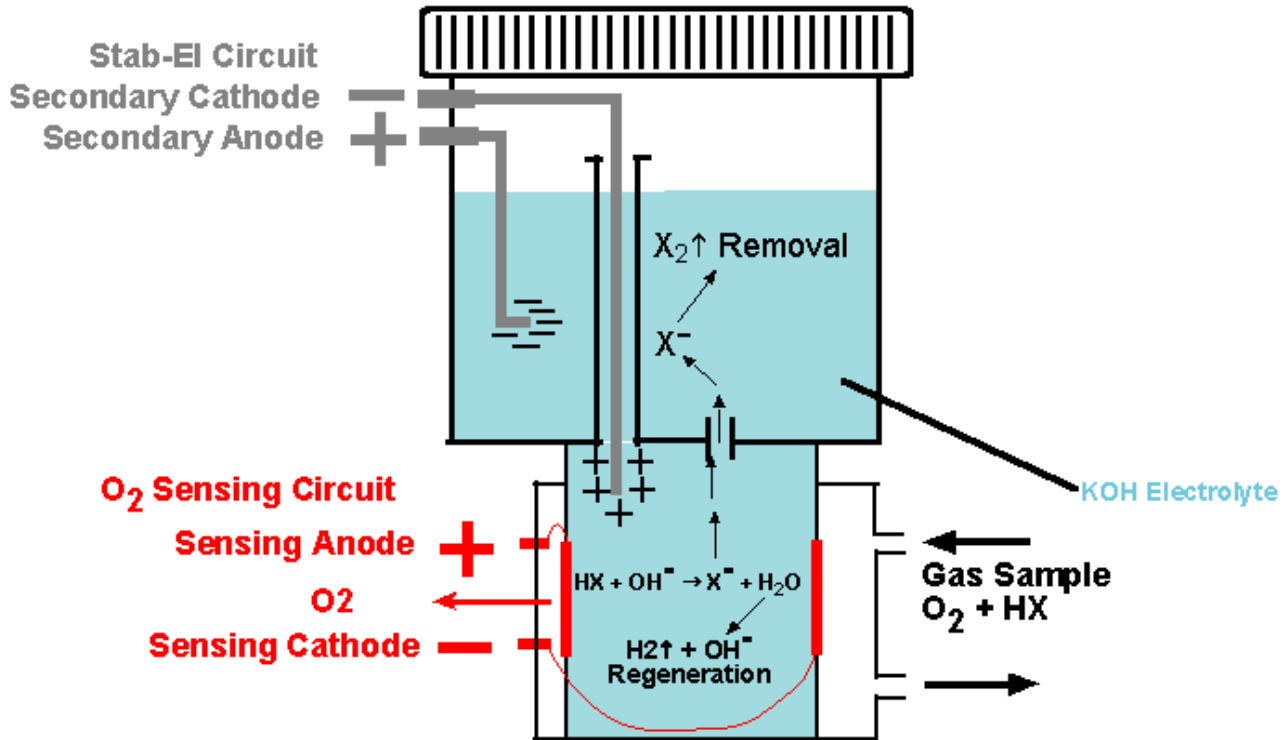 Stab-El Circuit
Secondary Cathode −
Secondary Anode +
X₂↑ Removal
X⁻
O₂ Sensing Circuit
Sensing Anode +
O2
Sensing Cathode −
HX + OH⁻ → X⁻ + H₂O
H2↑ + OH⁻
Regeneration
KOH Electrolyte
Gas Sample
O₂ + HX